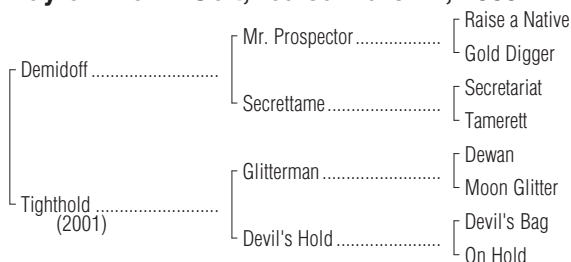 Raise a Native
Mr. Prospector
Gold Digger
Demidoff
Secretariat
Secrettame
Tamerett
Dewan
Glitterman
Moon Glitter
Tighthold
(2001)
Devil's Bag
Devil's Hold
On Hold